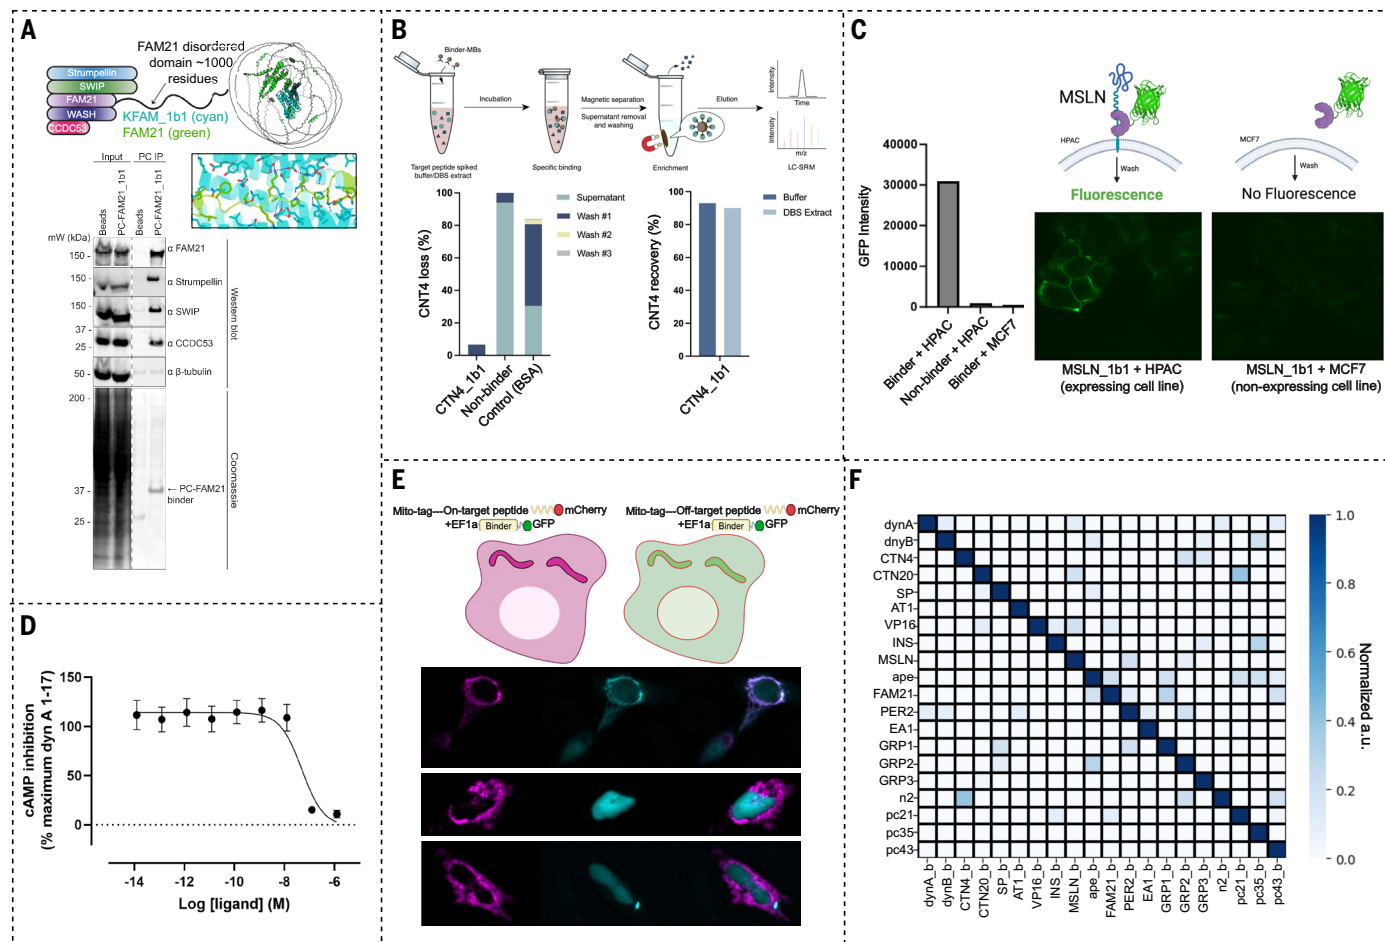 A
FAM21 disordered
domain ~1000
residues
Strumpellin
SWIP
FAM21
WASH
CCDC53
KFAM_1b1 (cyan)
FAM21 (green)
Input
PC IP
Beads
PC-FAM21_1b1
Beads
PC-FAM21_1b1
mW (kDa)
150 -
α FAM21
150 -
α Strumpellin
150 -
α SWIP
37 -
25 -
α CCDC53
50 -
α β-tubulin
Western blot
200 -
37 -
25 -
← PC-FAM21
binder
Coomassie
B
Binder-MBs
Incubation
Magnetic separation
Supernatant removal
and washing
Elution
Intensity
Time
Intensity
m/z
Target peptide spiked
buffer/DBS extract
Specific binding
Enrichment
LC-SRM
CNT4 loss (%)
100
80
60
40
20
0
CTN4_1b1
Non-binder
Control (BSA)
Supernatant
Wash #1
Wash #2
Wash #3
CNT4 recovery (%)
100
80
60
40
20
0
CTN4_1b1
Buffer
DBS Extract
C
GFP Intensity
40000
30000
20000
10000
0
Binder + HPAC
Non-binder + HPAC
Binder + MCF7
MSLN
HPAC
Wash
Fluorescence
MCF7
Wash
No Fluorescence
MSLN_1b1 + HPAC
(expressing cell line)
MSLN_1b1 + MCF7
(non-expressing cell line)
D
cAMP inhibition
(% maximum dyn A 1-17)
150
100
50
0
-14
-12
-10
-8
-6
Log [ligand] (M)
E
Mito-tag---On-target peptide
mCherry
+EF1a
Binder
GFP
Mito-tag---Off-target peptide
mCherry
+EF1a
Binder
GFP
F
dynA
dnyB
CTN4
CTN20
SP
AT1
VP16
INS
MSLN
ape
FAM21
PER2
EA1
GRP1
GRP2
GRP3
n2
pc21
pc35
pc43
dynA_b
dynB_b
CTN4_b
CTN20_b
SP_b
AT1_b
VP16_b
INS_b
MSLN_b
ape_b
FAM21_b
PER2_b
EA1_b
GRP1_b
GRP2_b
GRP3_b
n2_b
pc21_b
pc35_b
pc43_b
1.0
0.8
0.6
0.4
0.2
0.0
Normalized a.u.